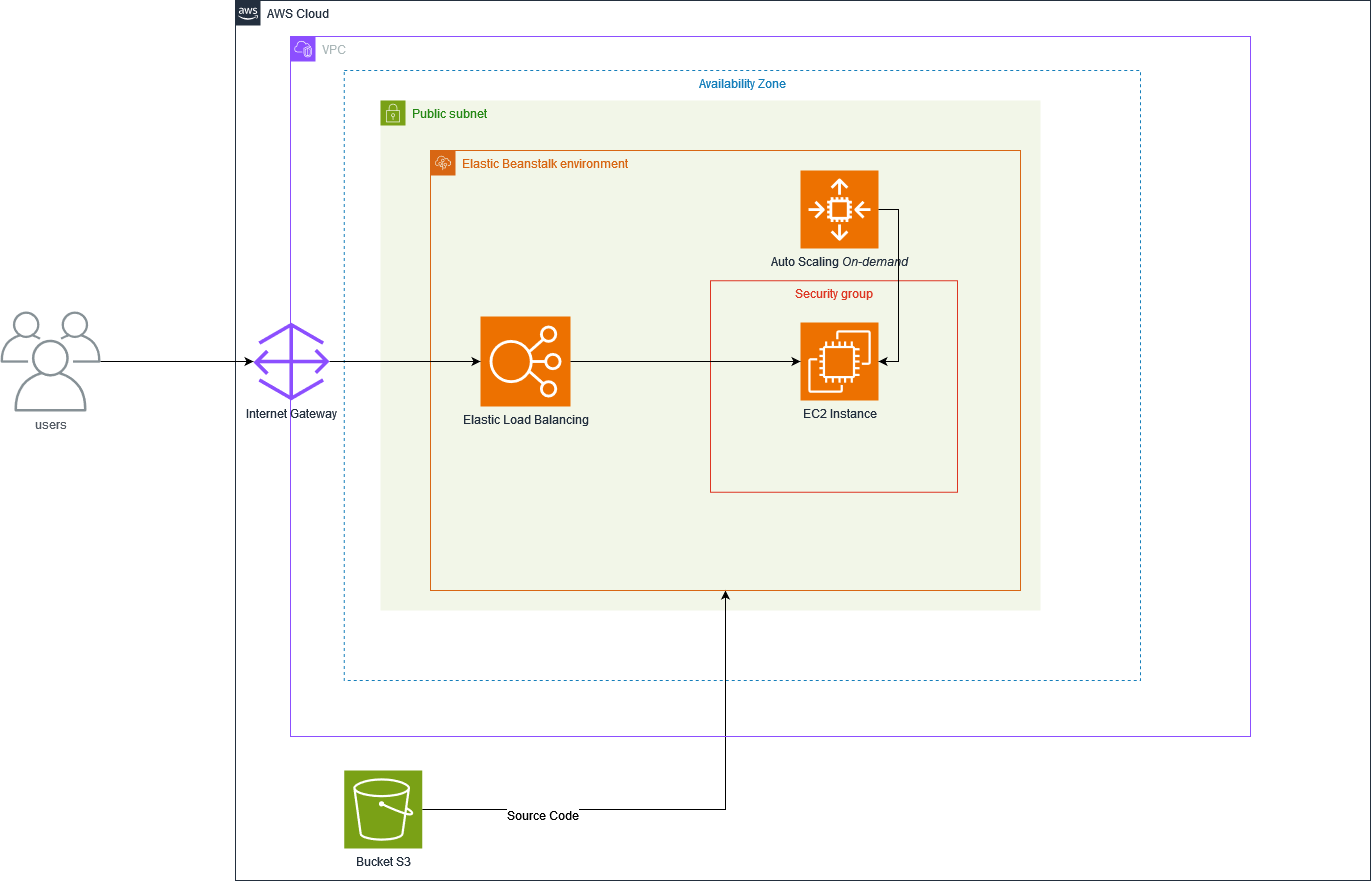 aws
AWS Cloud
VPC
Availability Zone
Public subnet
Elastic Beanstalk environment
Auto Scaling On-demand
Security group
Internet Gateway
Elastic Load Balancing
EC2 Instance
users
Source Code
Bucket S3